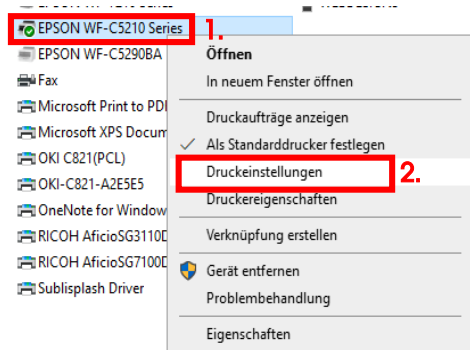 EPSON WF-C5210 Series
1.
EPSON WF-C5290BA
Fax
Microsoft Print to PD
Microsoft XPS Docum
OKI C821(PCL)
OKI-C821-A2E5E5
OneNote for Window
RICOH AficioSG3110D
RICOH AficioSG7100D
Sublisplash Driver
Öffnen
In neuem Fenster öffnen
Druckaufträge anzeigen
Als Standarddrucker festlegen
Druckeinstellungen
2.
Druckereigenschaften
Verknüpfung erstellen
Gerät entfernen
Problembehandlung
Eigenschaften